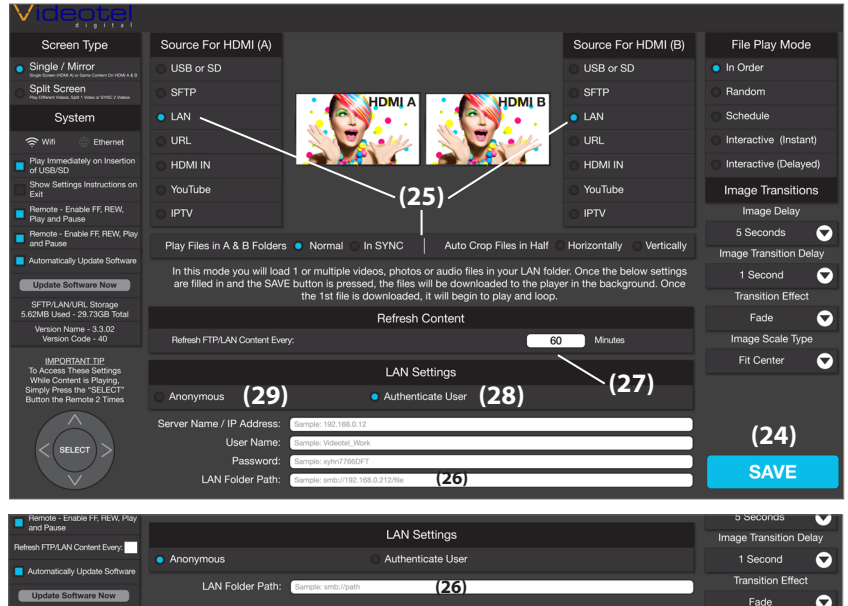 Videotel
digital
Screen Type
Single / Mirror
Single Screen (HDMI A) or Same Content On HDMI A & B
Split Screen
Play Different Videos, Split 1 Video or SYNC 2 Videos
System
Wifi
Ethernet
Play Immediately on Insertion
of USB/SD
Show Settings Instructions on
Exit
Remote - Enable FF, REW,
Play and Pause
Remote - Enable FF, REW, Play
and Pause
Automatically Update Software
Update Software Now
SFTP/LAN/URL Storage
5.62MB Used - 29.73GB Total
Version Name - 3.3.02
Version Code - 40
IMPORTANT TIP
To Access These Settings
While Content is Playing,
Simply Press the “SELECT”
Button the Remote 2 Times
SELECT
Source For HDMI (A)
USB or SD
SFTP
LAN
URL
HDMI IN
YouTube
IPTV
HDMI A
HDMI B
(25)
Source For HDMI (B)
USB or SD
SFTP
LAN
URL
HDMI IN
YouTube
IPTV
Play Files in A & B Folders
Normal
In SYNC
Auto Crop Files in Half
Horizontally
Vertically
In this mode you will load 1 or multiple videos, photos or audio files in your LAN folder. Once the below settings
are filled in and the SAVE button is pressed, the files will be downloaded to the player in the background. Once
the 1st file is downloaded, it will begin to play and loop.
Refresh Content
Refresh FTP/LAN Content Every:
60
Minutes
(27)
LAN Settings
Anonymous
(29)
Authenticate User
(28)
Server Name / IP Address:
Sample: 192.168.0.12
User Name:
Sample: Videotel_Work
Password:
Sample: xyhn7766DFT
LAN Folder Path:
Sample: smb://192.168.0.212/file
(26)
File Play Mode
In Order
Random
Schedule
Interactive (Instant)
Interactive (Delayed)
Image Transitions
Image Delay
5 Seconds
Image Transition Delay
1 Second
Transition Effect
Fade
Image Scale Type
Fit Center
(24)
SAVE
Remote - Enable FF, REW, Play
and Pause
Refresh FTP/LAN Content Every:
Automatically Update Software
Update Software Now
LAN Settings
Anonymous
Authenticate User
LAN Folder Path:
Sample: smb://path
(26)
5 Seconds
Image Transition Delay
1 Second
Transition Effect
Fade